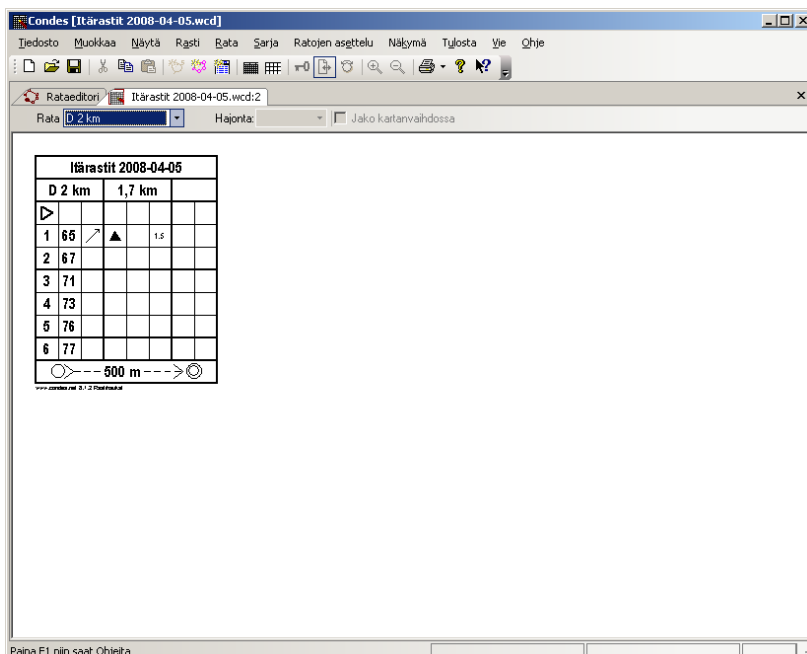 Condes [Itärastit 2008-04-05.wcd]
Tiedosto Muokkaa Näytä Rasti Rata Sarja Ratojen asettelu Näkymä Tulosta Vie Ohje
Rataeditori Itärastit 2008-04-05.wcd:2
Rata D 2 km Hajonta: Jako kartanvaihdossa
Itärastit 2008-04-05
D 2 km 1,7 km
1 65 1.5
2 67
3 71
4 73
5 76
6 77
500 m
Paina F1 niin saat Ohjeita